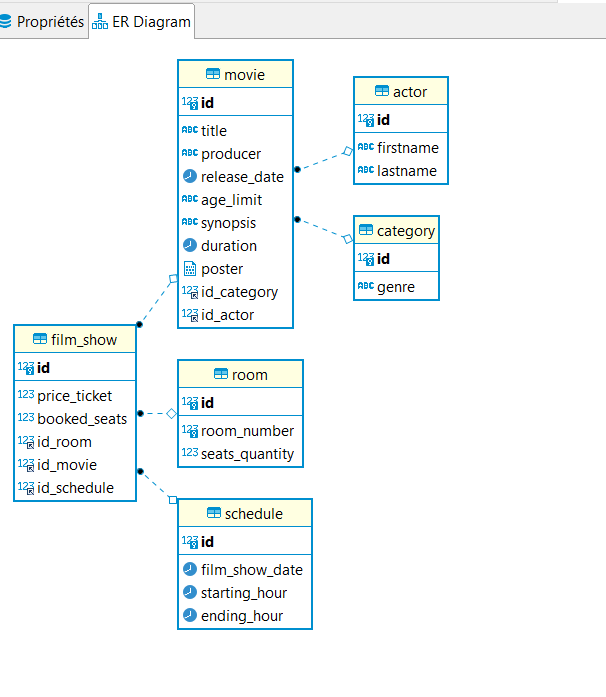 Propriétés
ER Diagram
movie
id
title
producer
release_date
age_limit
synopsis
duration
poster
id_category
id_actor
actor
id
firstname
lastname
category
id
genre
film_show
id
price_ticket
booked_seats
id_room
id_movie
id_schedule
room
id
room_number
seats_quantity
schedule
id
film_show_date
starting_hour
ending_hour